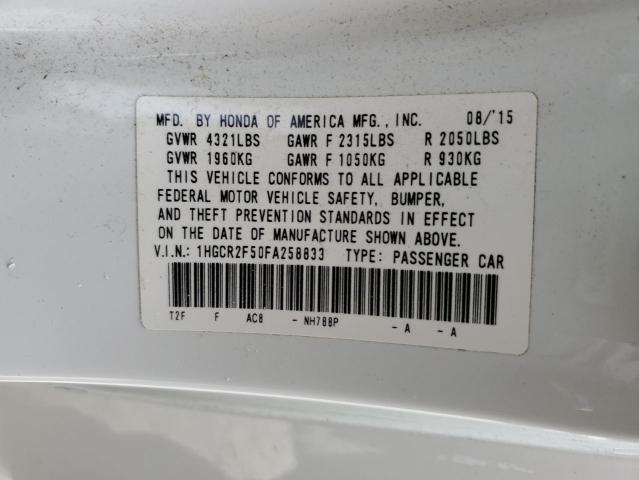 MFD. BY HONDA OF AMERICA MFG., INC. 08/'15
GVWR 4321LBS GAWR F 2315LBS R 2050LBS
GVWR 1960KG GAWR F 1050KG R 930KG
THIS VEHICLE CONFORMS TO ALL APPLICABLE
FEDERAL MOTOR VEHICLE SAFETY, BUMPER,
AND THEFT PREVENTION STANDARDS IN EFFECT
ON THE DATE OF MANUFACTURE SHOWN ABOVE.
V.I.N.: 1HGCR2F50FA258833 TYPE: PASSENGER CAR
T2F F AC8 - NH788P - A - A